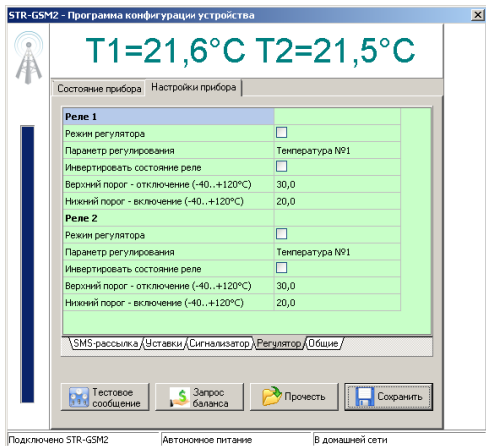 STR-GSM2 - Программа конфигурации устройства
T1=21,6°C T2=21,5°C
Состояние прибора Настройки прибора
Реле 1
Режим регулятора
Параметр регулирования Температура №1
Инвертировать состояние реле
Верхний порог - отключение (-40..+120°C) 30,0
Нижний порог - включение (-40..+120°C) 20,0
Реле 2
Режим регулятора
Параметр регулирования Температура №1
Инвертировать состояние реле
Верхний порог - отключение (-40..+120°C) 30,0
Нижний порог - включение (-40..+120°C) 20,0
SMS-рассылка Уставки Сигнализатор Регулятор Общие
Тестовое сообщение
Запрос баланса
Прочесть
Сохранить
Подключено STR-GSM2 Автономное питание В домашней сети